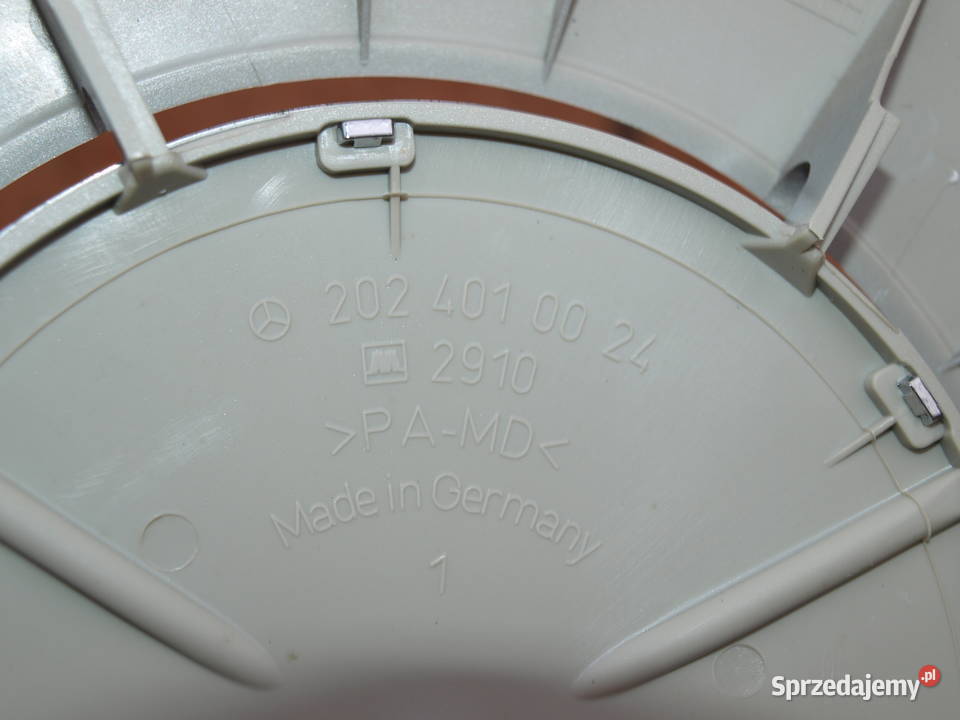 202 401 00 24
2910
>PA-MD<
Made in Germany
1
Sprzedajemy.pl